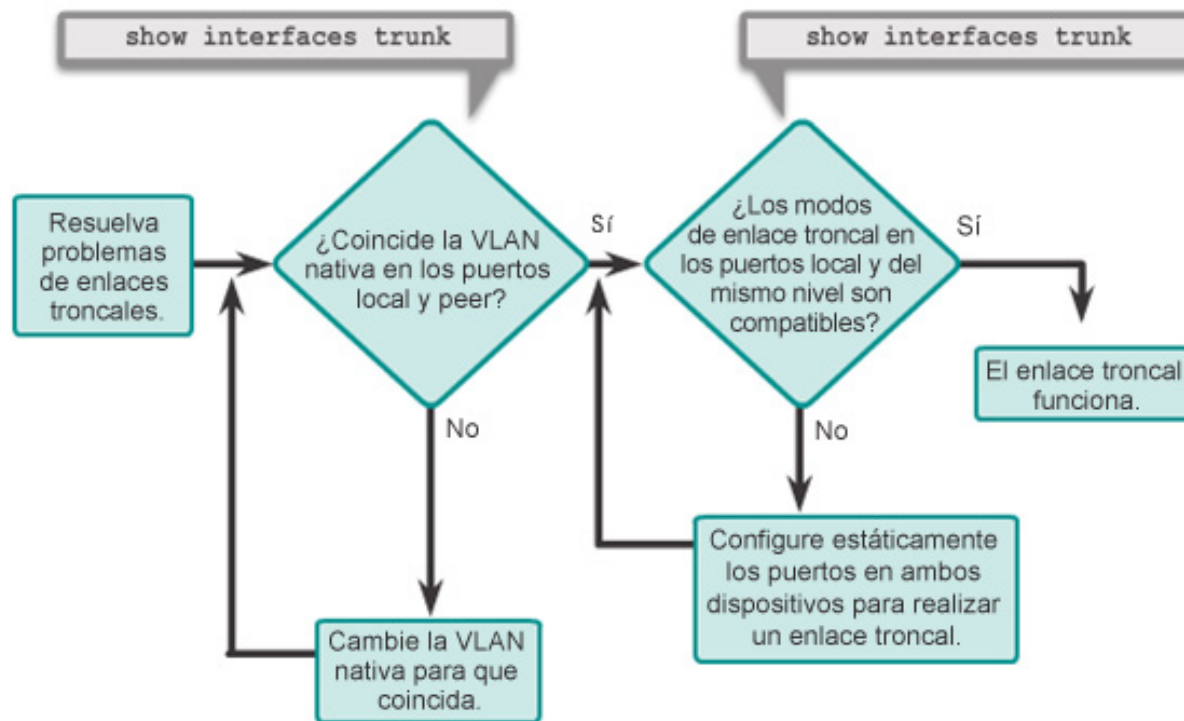 show interfaces trunk
show interfaces trunk
Resuelva
problemas
de enlaces
troncales.
¿Coincide la VLAN
nativa en los puertos
local y peer?
Sí
¿Los modos
de enlace troncal en
los puertos local y del
mismo nivel son
compatibles?
Sí
El enlace troncal
funciona.
No
No
Cambie la VLAN
nativa para que
coincida.
Configure estáticamente
los puertos en ambos
dispositivos para realizar
un enlace troncal.